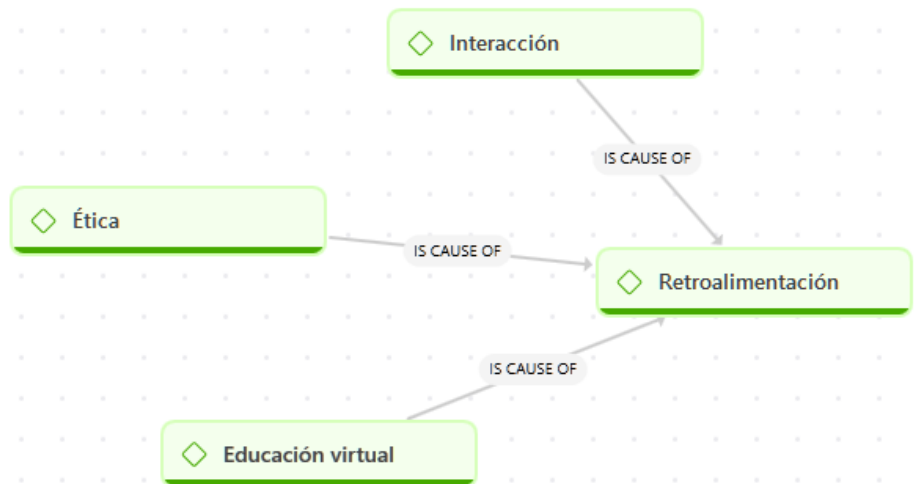 Interacción
IS CAUSE OF
Ética
IS CAUSE OF
Retroalimentación
IS CAUSE OF
Educación virtual